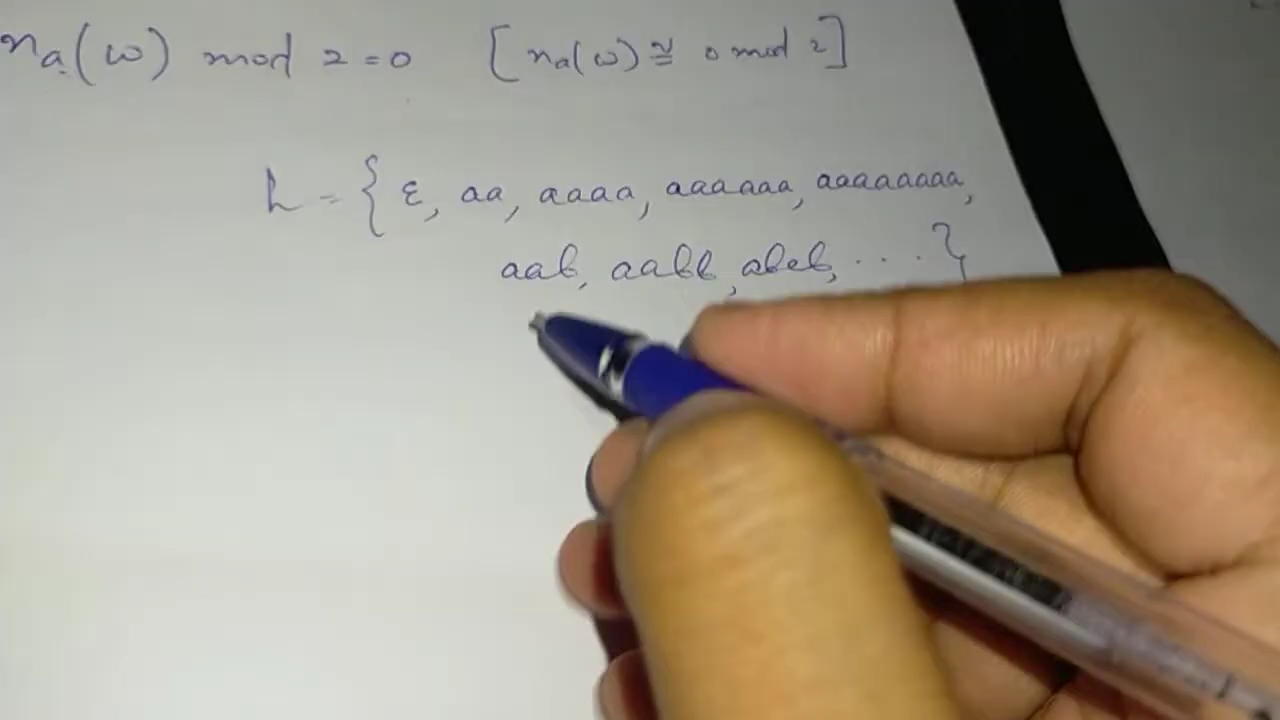 na(w) mod 2 = 0 [na(w) ≅ 0 mod 2]
L = { ε, aa, aaaa, aaaaaa, aaaaaaaa,
aab, aabb, abab, . . . . }